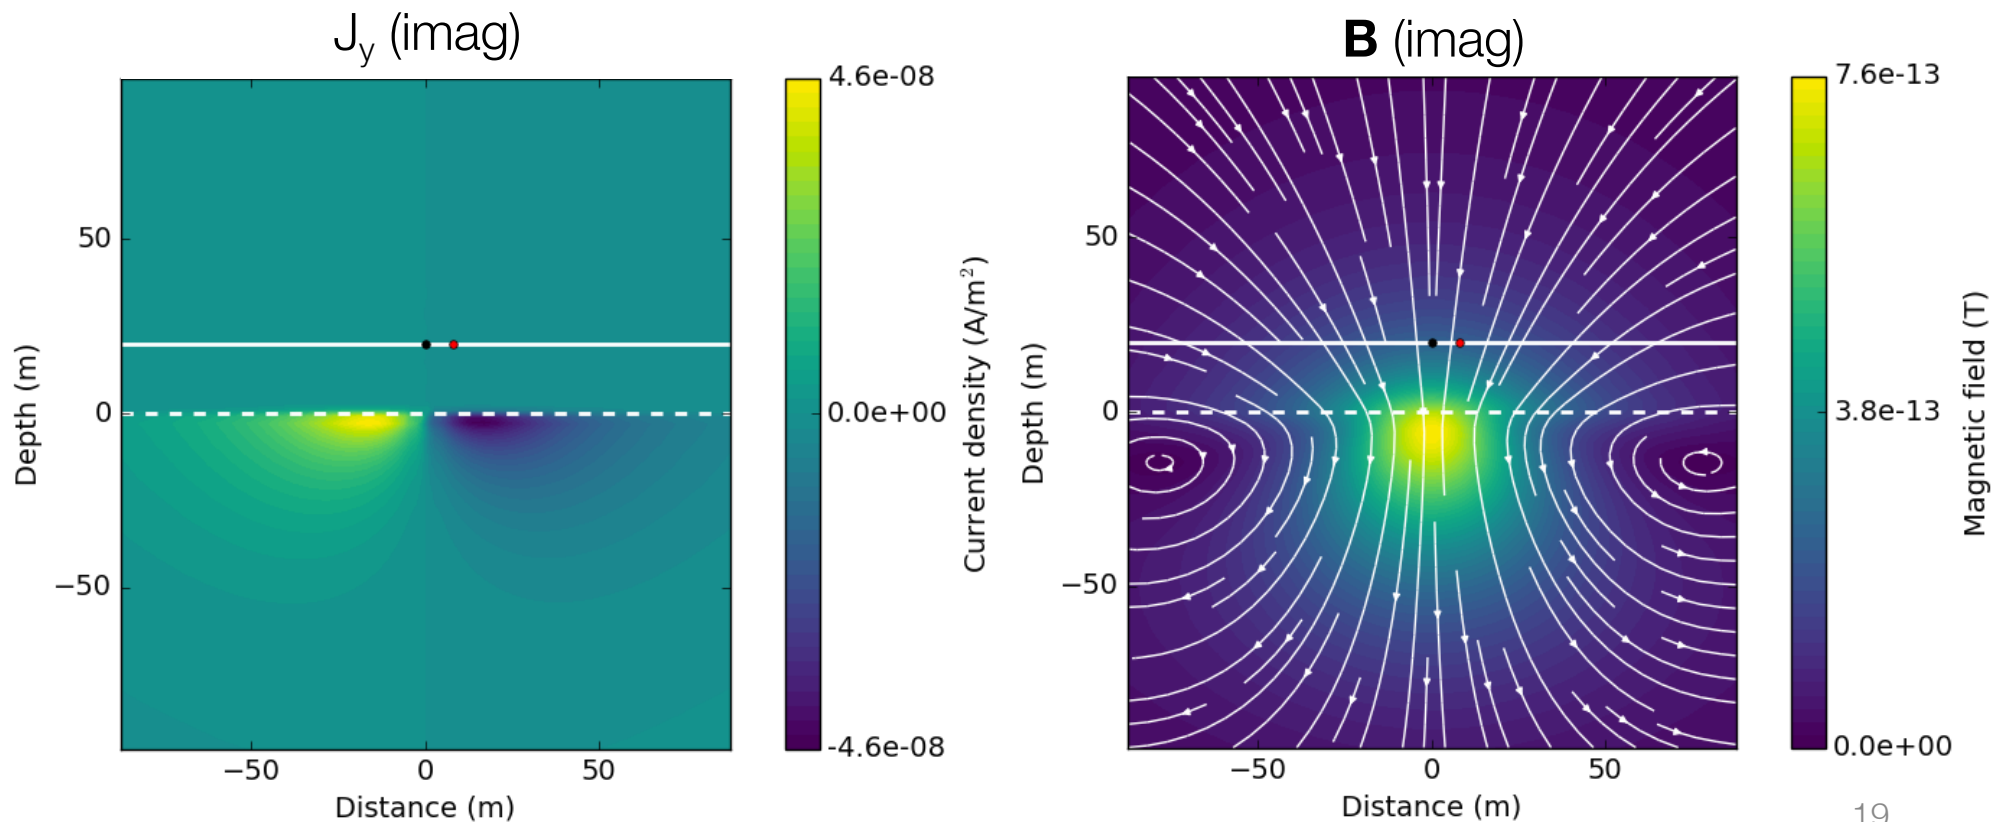 Jy (imag)
4.6e-08
0.0e+00
-4.6e-08
Current density (A/m²)
50
0
−50
Depth (m)
−50
0
50
Distance (m)
B (imag)
7.6e-13
3.8e-13
0.0e+00
Magnetic field (T)
50
0
−50
Depth (m)
−50
0
50
Distance (m)
19